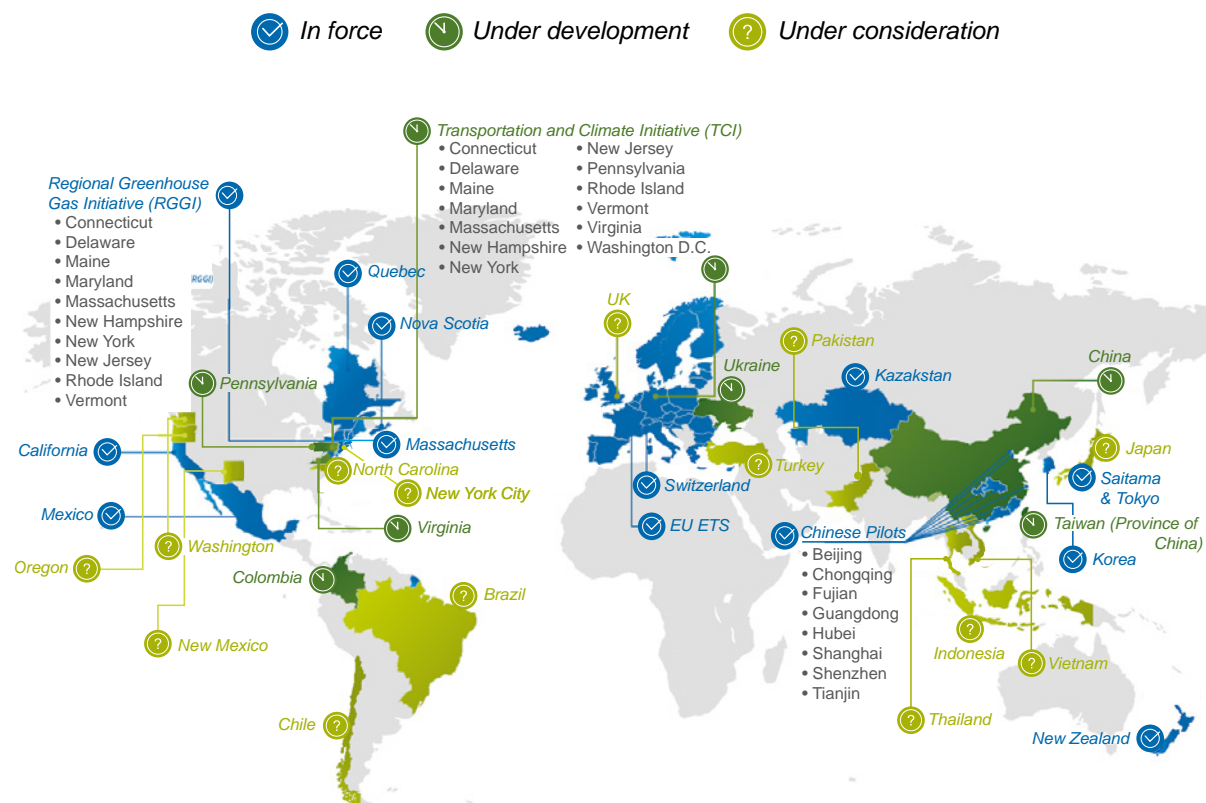 In force
Under development
Under consideration
Transportation and Climate Initiative (TCI)
• Connecticut
• Delaware
• Maine
• Maryland
• Massachusetts
• New Hampshire
• New York
• New Jersey
• Pennsylvania
• Rhode Island
• Vermont
• Virginia
• Washington D.C.
Regional Greenhouse
Gas Initiative (RGGI)
• Connecticut
• Delaware
• Maine
• Maryland
• Massachusetts
• New Hampshire
• New York
• New Jersey
• Rhode Island
• Vermont
RGGI)
Quebec
Nova Scotia
UK
Pakistan
Ukraine
Kazakstan
China
Pennsylvania
California
Massachusetts
North Carolina
New York City
Turkey
Japan
Switzerland
Saitama
& Tokyo
Mexico
Virginia
EU ETS
Chinese Pilots
• Beijing
• Chongqing
• Fujian
• Guangdong
• Hubei
• Shanghai
• Shenzhen
• Tianjin
Taiwan (Province of
China)
Korea
Washington
Oregon
Colombia
Brazil
New Mexico
Indonesia
Vietnam
Chile
Thailand
New Zealand